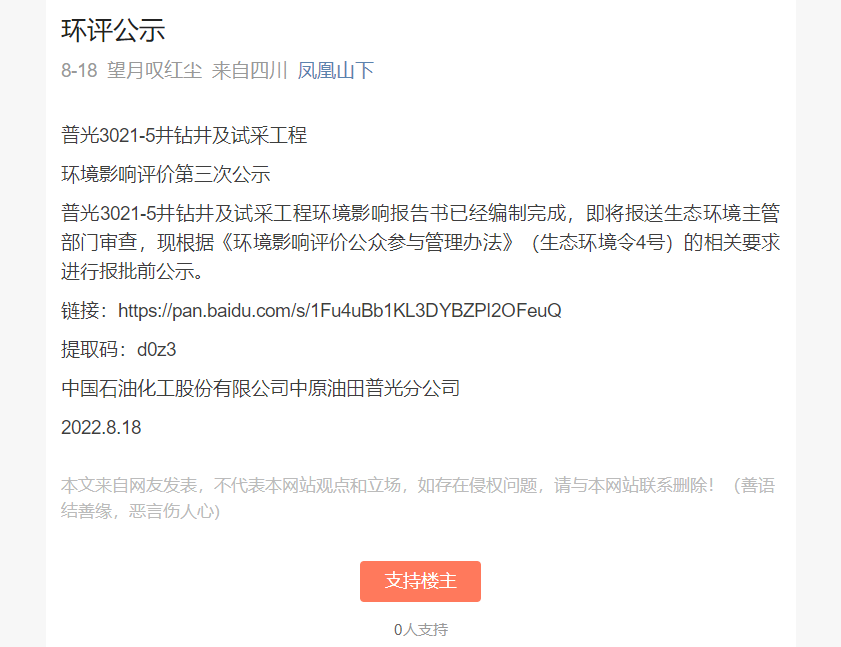 环评公示
8-18 望月叹红尘 来自四川 凤凰山下
普光3021-5井钻井及试采工程
环境影响评价第三次公示
普光3021-5井钻井及试采工程环境影响报告书已经编制完成，即将报送生态环境主管
部门审查，现根据《环境影响评价公众参与管理办法》（生态环境令4号）的相关要求
进行报批前公示。
链接：https://pan.baidu.com/s/1Fu4uBb1KL3DYBZPI2OFeuQ
提取码：d0z3
中国石油化工股份有限公司中原油田普光分公司
2022.8.18
本文来自网友发表，不代表本网站观点和立场，如存在侵权问题，请与本网站联系删除！（善语
结善缘，恶言伤人心)
支持楼主
0人支持